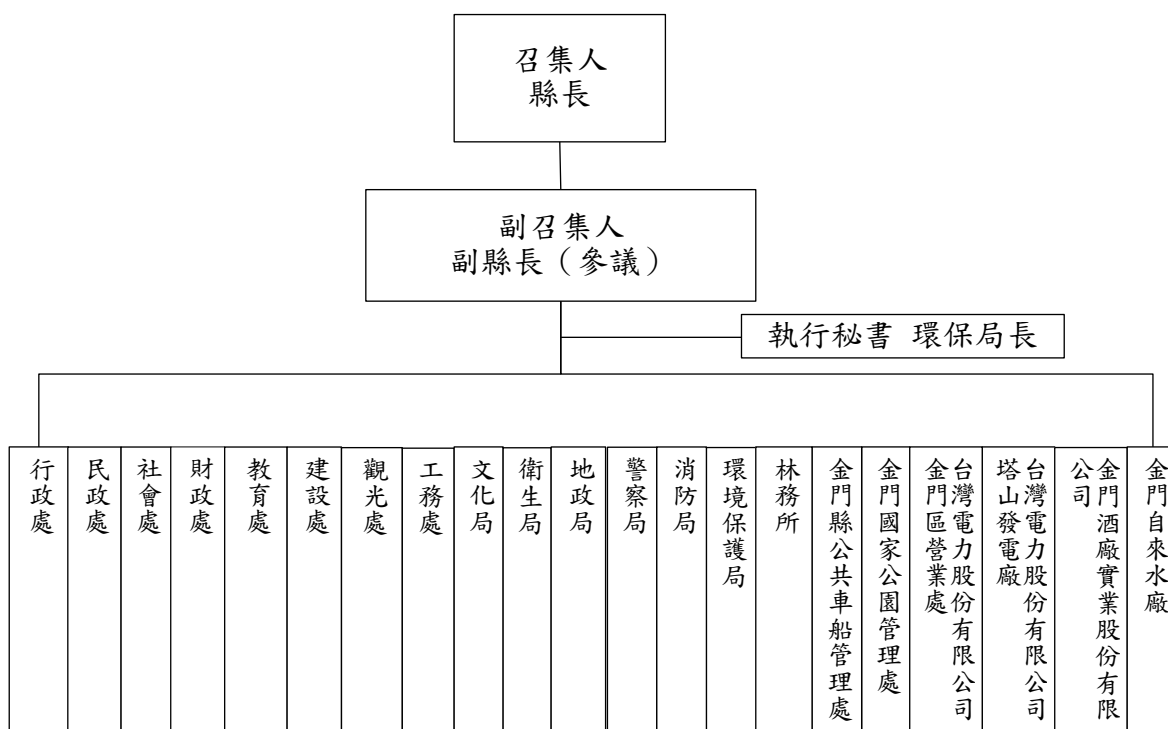 召集人
縣長
副召集人
副縣長（參議）
執行秘書 環保局長
行政處
民政處
社會處
財政處
教育處
建設處
觀光處
工務處
文化局
衛生局
地政局
警察局
消防局
環境保護局
林務所
金門縣公共車船管理處
金門國家公園管理處
台灣電力股份有限公司
金門區營業處
台灣電力股份有限公司
塔山發電廠
金門酒廠實業股份有限
公司
金門自來水廠